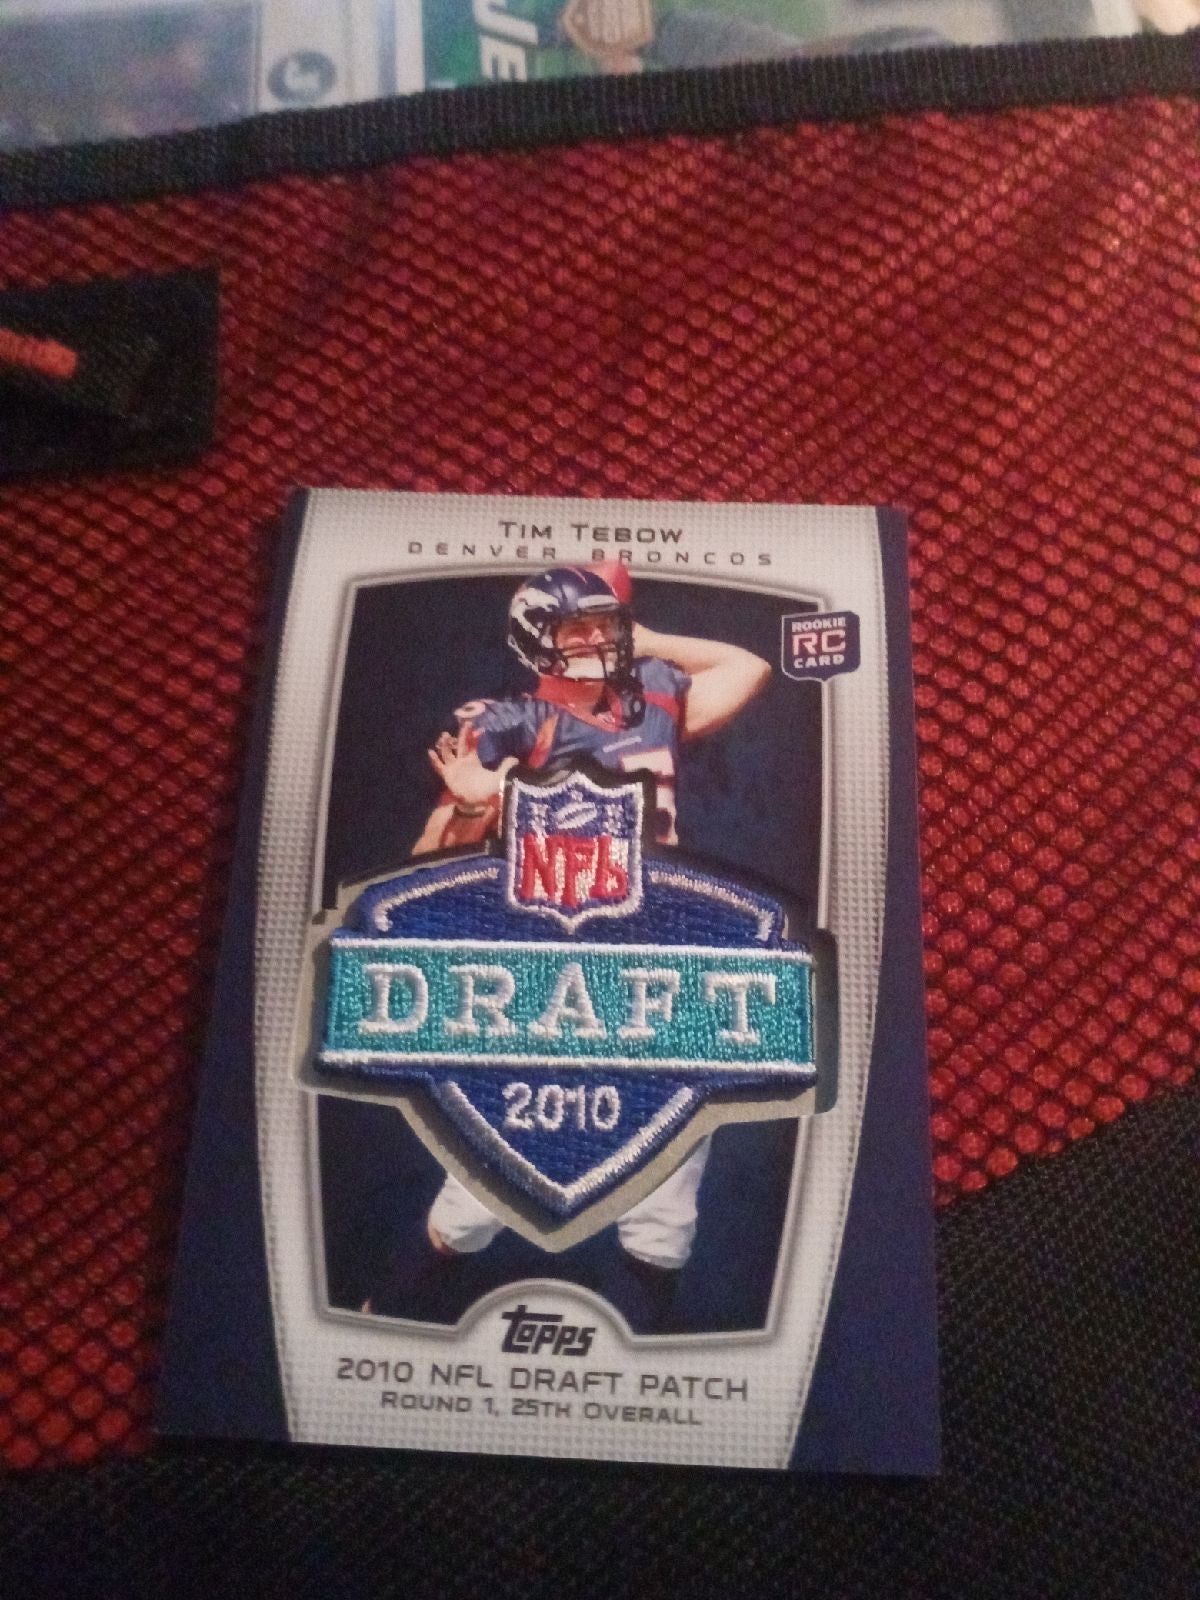 JE
TIM TEBOW
DENVER BRONCOS
ROOKIE
RC
CARD
NFL
DRAFT
2010
TOPPS
2010 NFL DRAFT PATCH
ROUND 1, 25TH OVERALL